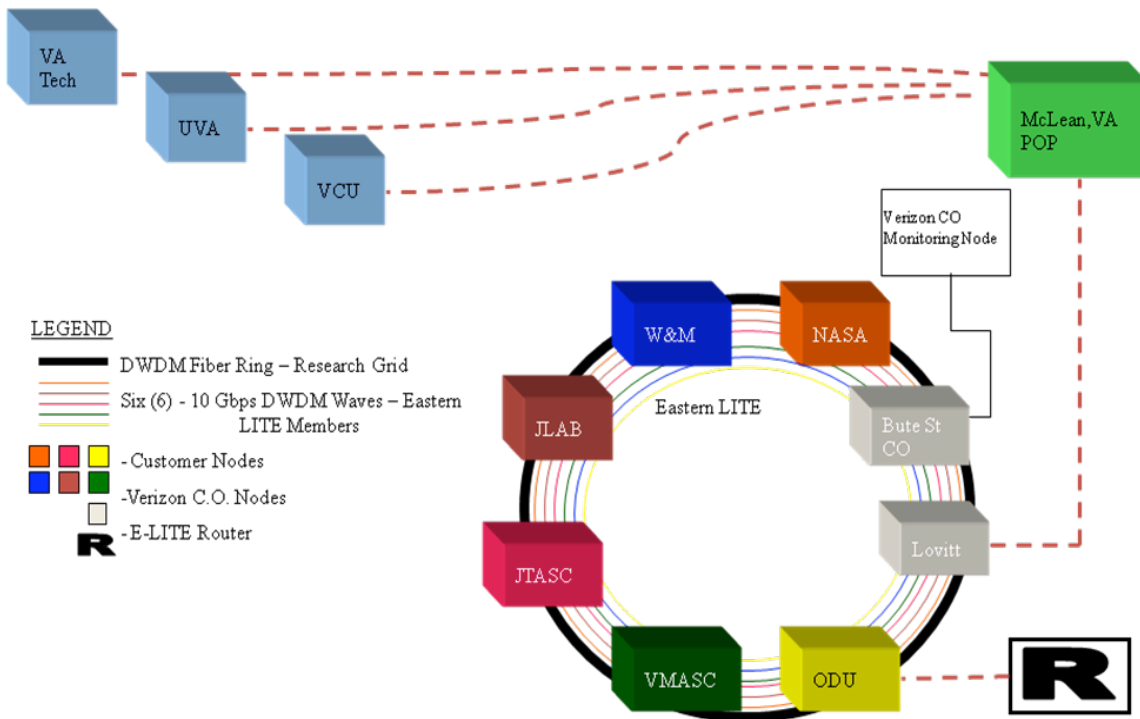 VA
Tech
UVA
VCU
McLean,VA
POP
Verizon CO
Monitoring Node
W&M
NASA
JLAB
Eastern LITE
Bute St
CO
JTASC
Lovitt
VMASC
ODU
R
LEGEND
DWDM Fiber Ring – Research Grid
Six (6) - 10 Gbps DWDM Waves – Eastern
LITE Members
- Customer Nodes
-Verizon C.O. Nodes
R - E-LITE Router